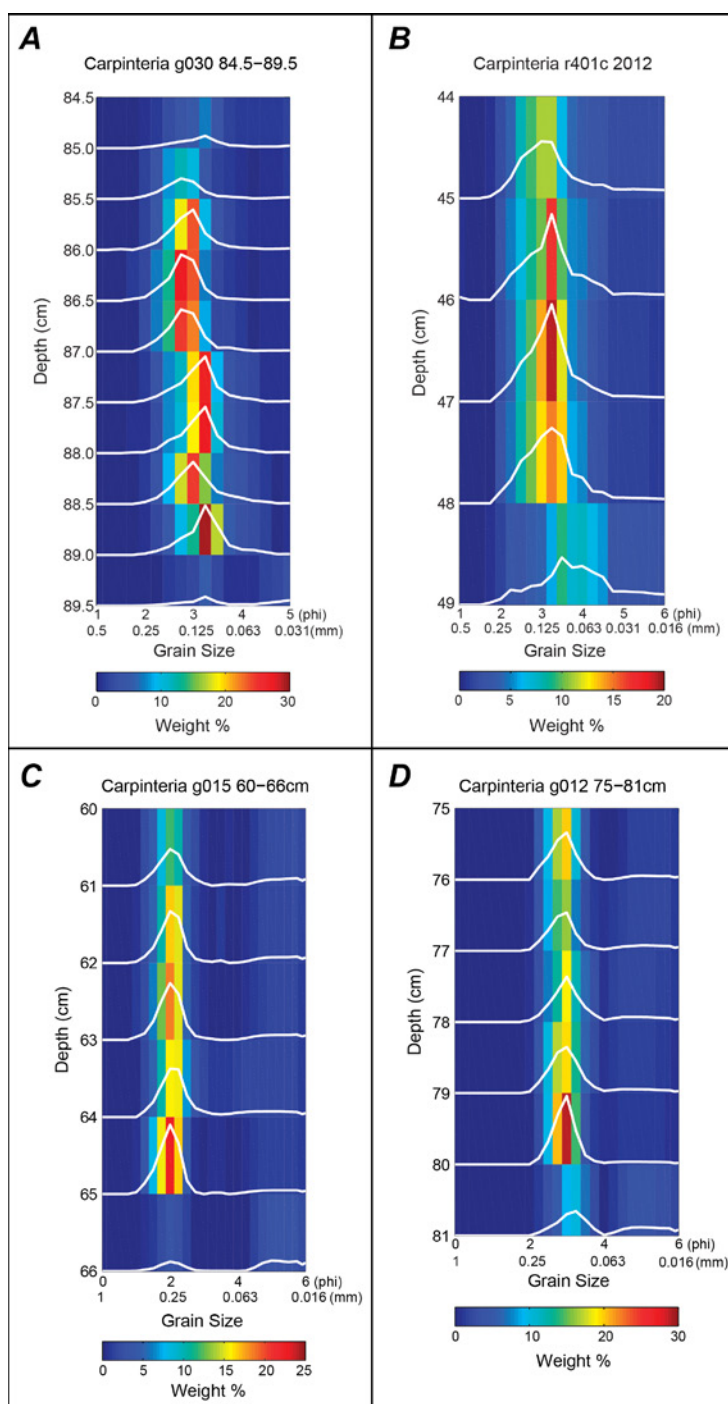 A
Carpinteria g030 84.5–89.5
84.5
85.0
85.5
86.0
86.5
87.0
87.5
88.0
88.5
89.0
89.5
Depth (cm)
1 2 3 4 5 (phi)
0.5 0.25 0.125 0.063 0.031 (mm)
Grain Size
0 10 20 30
Weight %
B
Carpinteria r401c 2012
44
45
46
47
48
49
Depth (cm)
1 2 3 4 5 6 (phi)
0.5 0.25 0.125 0.063 0.031 0.016 (mm)
Grain Size
0 5 10 15 20
Weight %
C
Carpinteria g015 60–66cm
60
61
62
63
64
65
66
Depth (cm)
0 2 4 6 (phi)
1 0.25 0.063 0.016 (mm)
Grain Size
0 5 10 15 20 25
Weight %
D
Carpinteria g012 75–81cm
75
76
77
78
79
80
81
Depth (cm)
0 2 4 6 (phi)
1 0.25 0.063 0.016 (mm)
Grain Size
0 10 20 30
Weight %